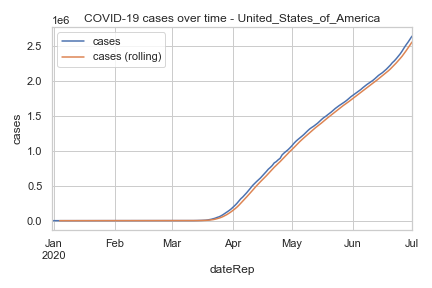 COVID-19 cases over time - United_States_of_America
1e6
cases
cases (rolling)
2.5
2.0
1.5
1.0
0.5
0.0
cases
Jan Feb Mar Apr May Jun Jul
2020
dateRep